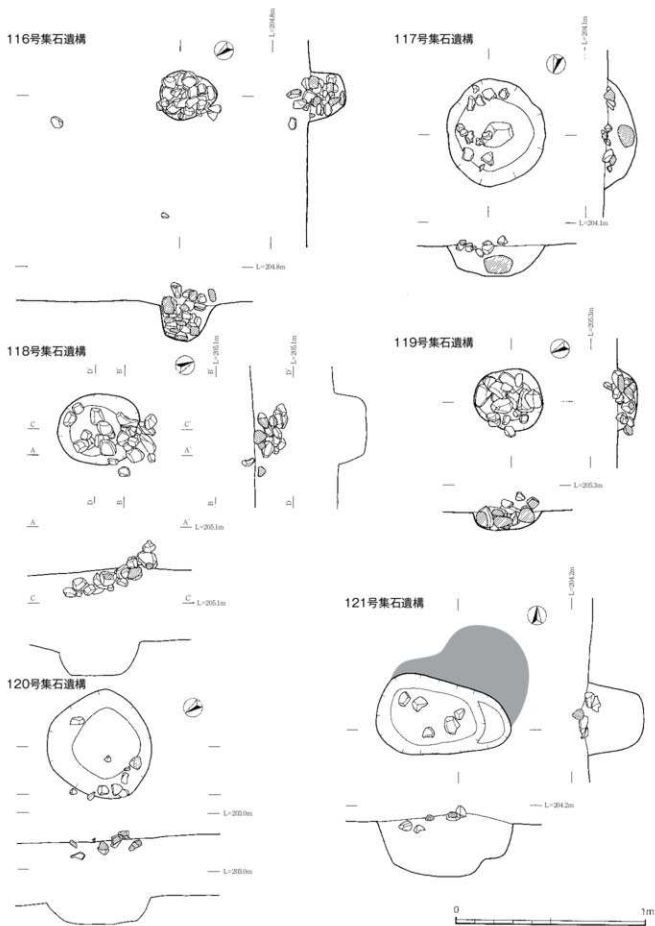 116号集石遺構
L=204.8m
L=204.8m
117号集石遺構
L=204.1m
L=204.1m
118号集石遺構
D B L=205.1m B' L=205.1m D'
C C'
A A'
D B B' D
A A' L=205.1m
C C' L=205.1m
119号集石遺構
L=205.3m
L=205.3m
120号集石遺構
L=203.0m
L=203.0m
121号集石遺構
L=204.2m
L=204.2m
0 1m